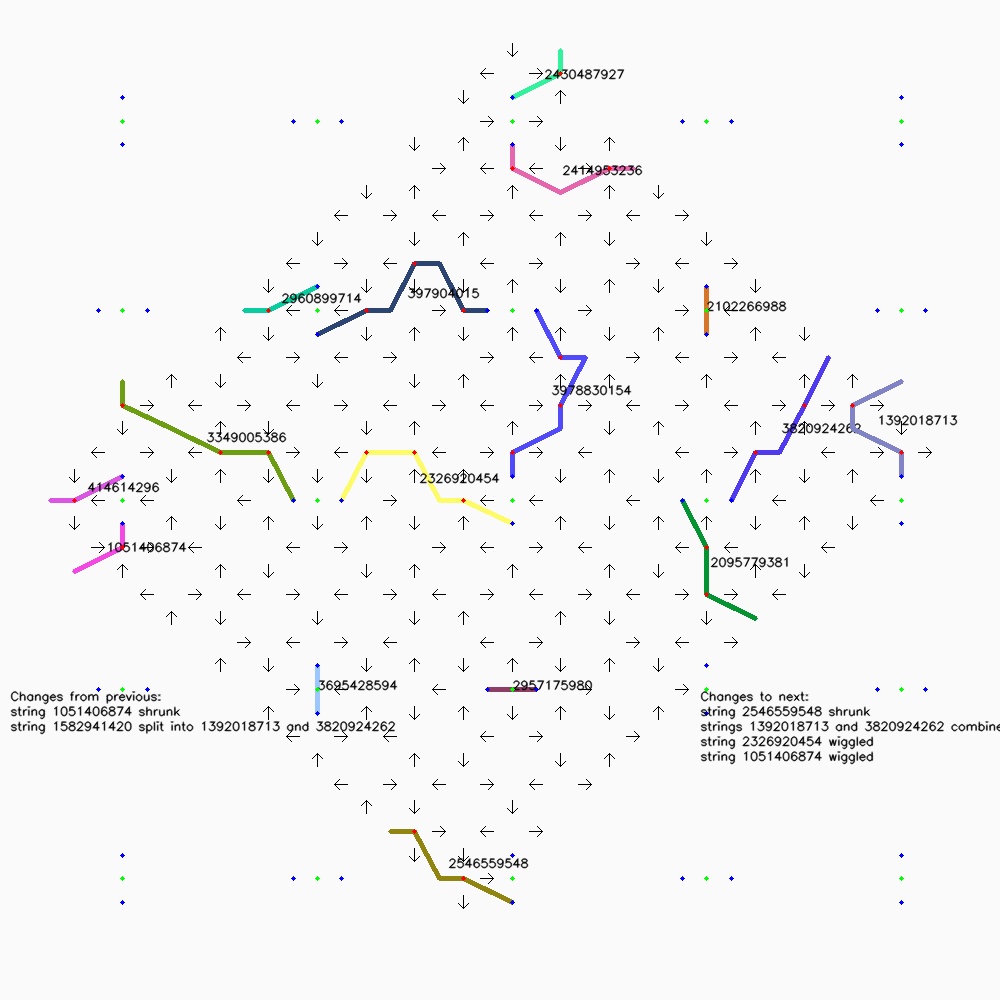 2430487927
2414953236
2960899714
397904015
2102266988
3978830154
1392018713
3820924262
3349005386
2326920454
414614296
1051406874
2095779381
3695428594
2957175980
Changes from previous:
string 1051406874 shrunk
string 1582941420 split into 1392018713 and 3820924262
Changes to next:
string 2546559548 shrunk
strings 1392018713 and 3820924262 combine
string 2326920454 wiggled
string 1051406874 wiggled
2546559548